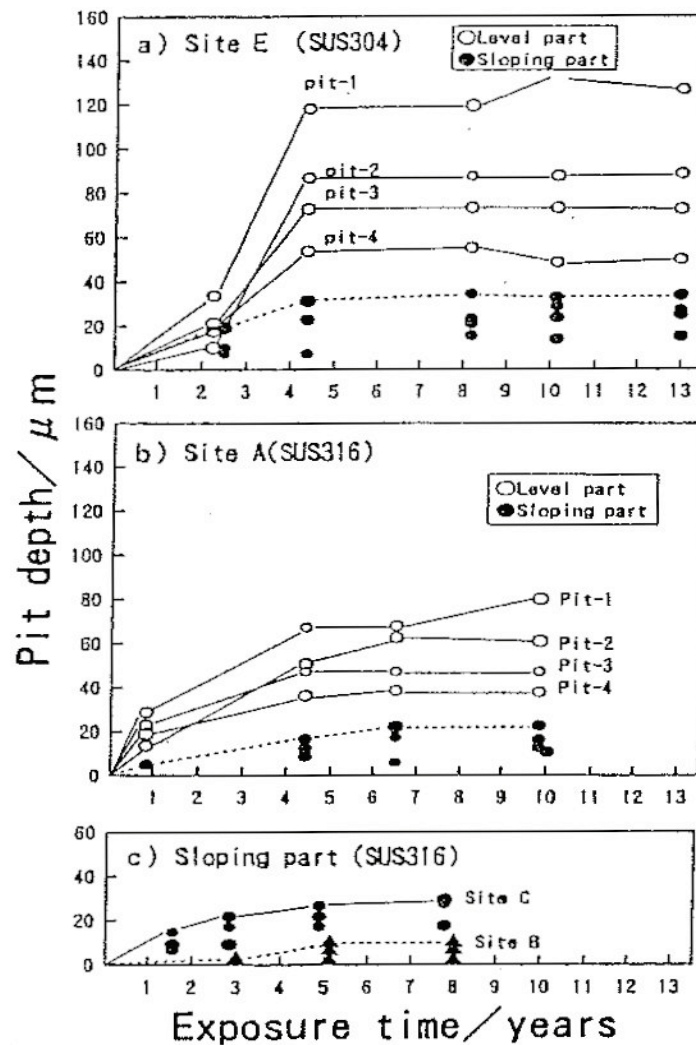 Pit depth/μm
160
140
120
100
80
60
40
20
0
a) Site E (SUS304)
Level part
Sloping part
pit-1
pit-2
pit-3
pit-4
1 2 3 4 5 6 7 8 9 10 11 12 13
160
140
120
100
80
60
40
20
0
b) Site A(SUS316)
Level part
Sloping part
Pit-1
Pit-2
Pit-3
Pit-4
1 2 3 4 5 6 7 8 9 10 11 12 13
60
40
20
0
c) Sloping part (SUS316)
Site C
Site B
1 2 3 4 5 6 7 8 9 10 11 12 13
Exposure time/years